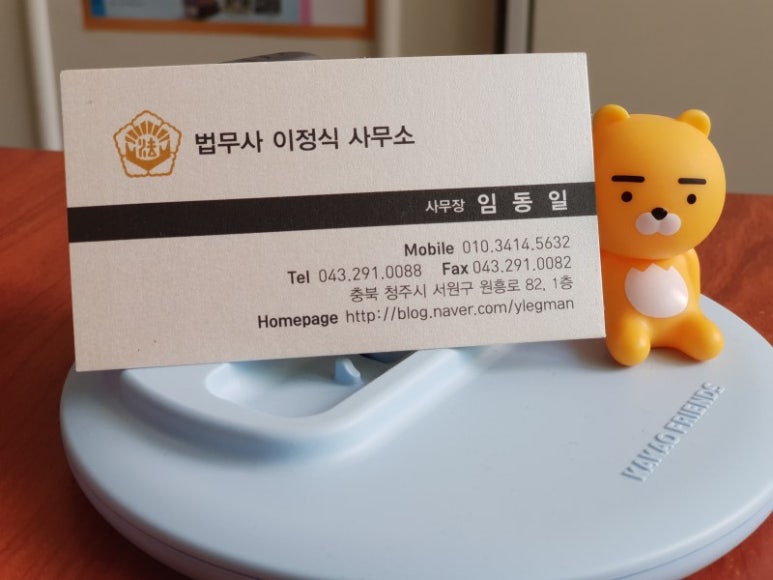 法
법무사 이정식 사무소
사무장 임 동 일
Mobile 010.3414.5632
Tel 043.291.0088 Fax 043.291.0082
충북 청주시 서원구 원흥로 82, 1층
Homepage http://blog.naver.com/ylegman
KAKAO FRIENDS